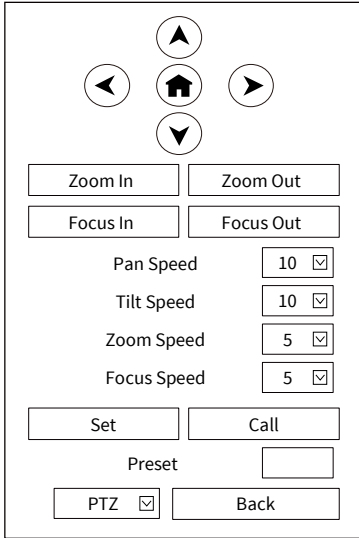 Zoom In Zoom Out
Focus In Focus Out
Pan Speed 10
Tilt Speed 10
Zoom Speed 5
Focus Speed 5
Set Call
Preset
PTZ Back